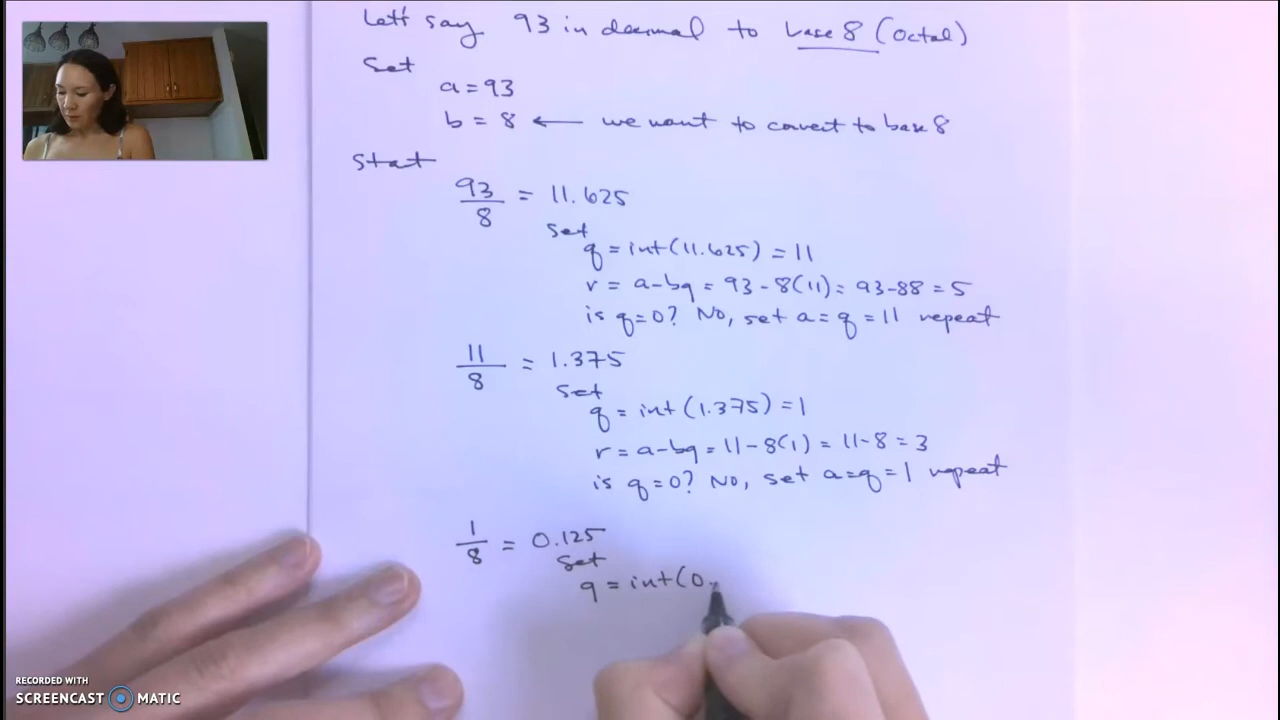 Let's say 93 in decimal to base 8 (Octal)
Set
a = 93
b = 8 ← we want to convert to base 8
Start
93/8 = 11.625
set
q = int(11.625) = 11
r = a-bq = 93-8(11) = 93-88 = 5
is q=0? No, set a=q=11 repeat
11/8 = 1.375
set
q = int(1.375) = 1
r = a-bq = 11-8(1) = 11-8 = 3
is q=0? No, set a=q=1 repeat
1/8 = 0.125
set
q = int(0.
RECORDED WITH
SCREENCAST MATIC